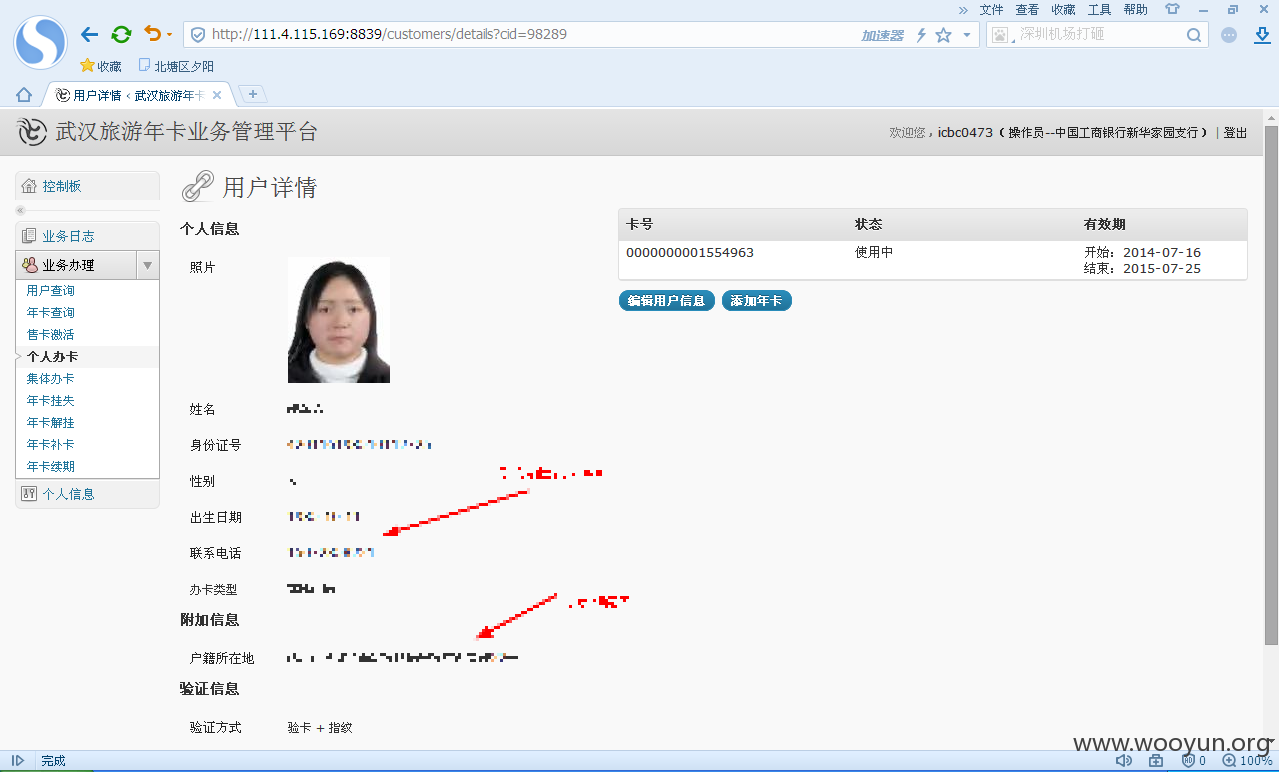 文件 查看 收藏 工具 帮助
http://111.4.115.169:8839/customers/details?cid=98289
加速器
深圳机场打砸
收藏
北塘区夕阳
用户详情 ‹ 武汉旅游年卡
武汉旅游年卡业务管理平台
欢迎您，icbc0473（操作员--中国工商银行新华家园支行）| 登出
控制板
业务日志
业务办理
用户查询
年卡查询
售卡激活
个人办卡
集体办卡
年卡挂失
年卡解挂
年卡补卡
年卡续期
个人信息
用户详情
个人信息
照片
姓名
身份证号
性别
出生日期
联系电话
办卡类型
附加信息
户籍所在地
验证信息
验证方式 验卡 + 指纹
卡号 状态 有效期
0000000001554963 使用中 开始：2014-07-16
结束：2015-07-25
编辑用户信息 添加年卡
www.wooyun.org
完成
0 100%